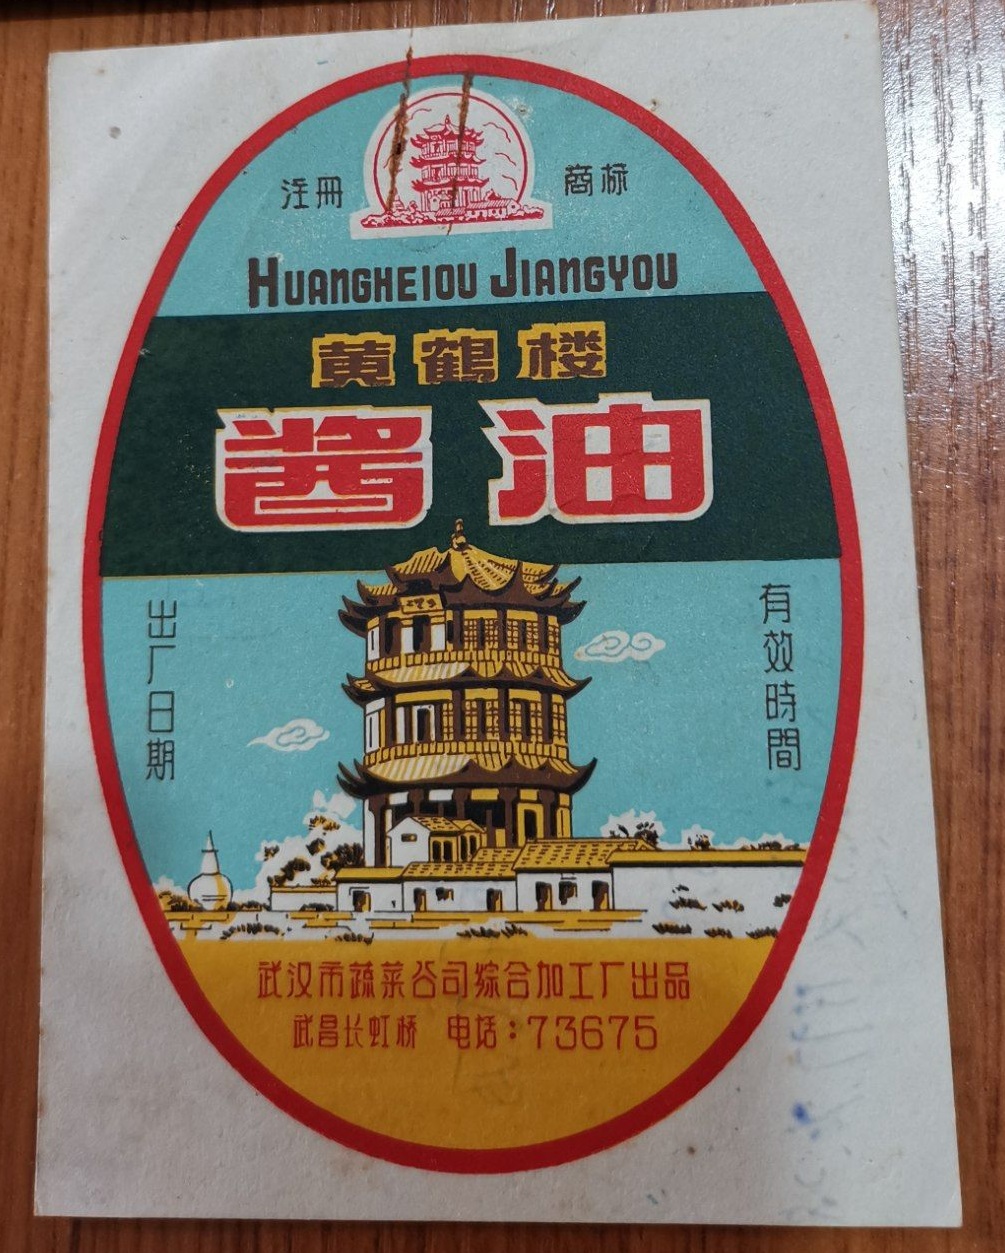 注冊 商标
HUANGHEIOU JIANGYOU
黄鹤楼
酱油
出厂日期
有效時間
武汉市蔬菜公司综合加工厂出品
武昌长虹桥 电话:73675